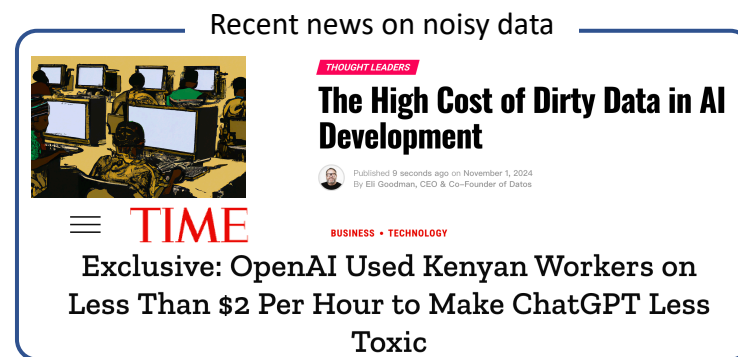 Recent news on noisy data
THOUGHT LEADERS
The High Cost of Dirty Data in AI
Development
Published 9 seconds ago on November 1, 2024
By Eli Goodman, CEO & Co-Founder of Datos
TIME
BUSINESS • TECHNOLOGY
Exclusive: OpenAI Used Kenyan Workers on
Less Than $2 Per Hour to Make ChatGPT Less
Toxic